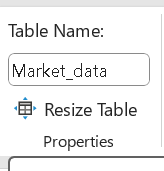 Table Name:
Market_data
Resize Table
Properties